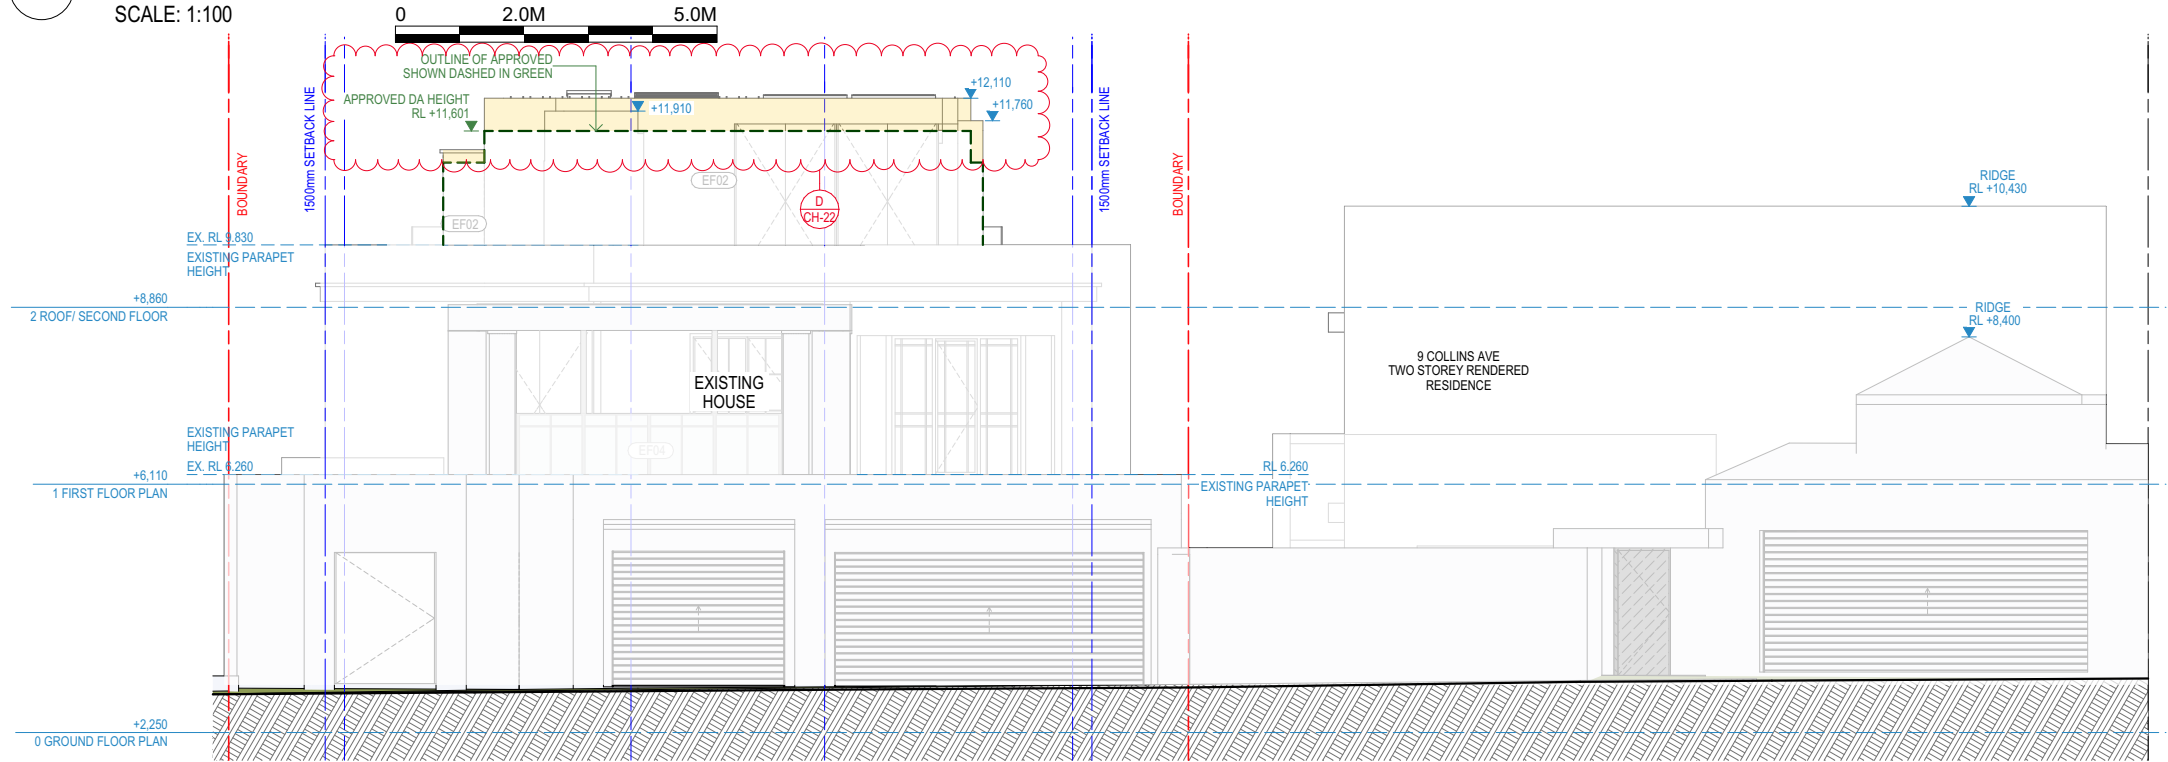 SCALE: 1:100
0 2.0M 5.0M
OUTLINE OF APPROVED
SHOWN DASHED IN GREEN
APPROVED DA HEIGHT
RL +11,601
+11,910
+12,110
+11,760
BOUNDARY
1500mm SETBACK LINE
1500mm SETBACK LINE
BOUNDARY
EF02
EF02
D
CH-22
EX. RL 9.830
EXISTING PARAPET
HEIGHT
+8,860
2 ROOF/ SECOND FLOOR
RIDGE
RL +10,430
RIDGE
RL +8,400
9 COLLINS AVE
TWO STOREY RENDERED
RESIDENCE
EXISTING
HOUSE
EF04
EXISTING PARAPET
HEIGHT
EX. RL 6.260
+6,110
1 FIRST FLOOR PLAN
RL 6.260
EXISTING PARAPET
HEIGHT
+2,250
0 GROUND FLOOR PLAN